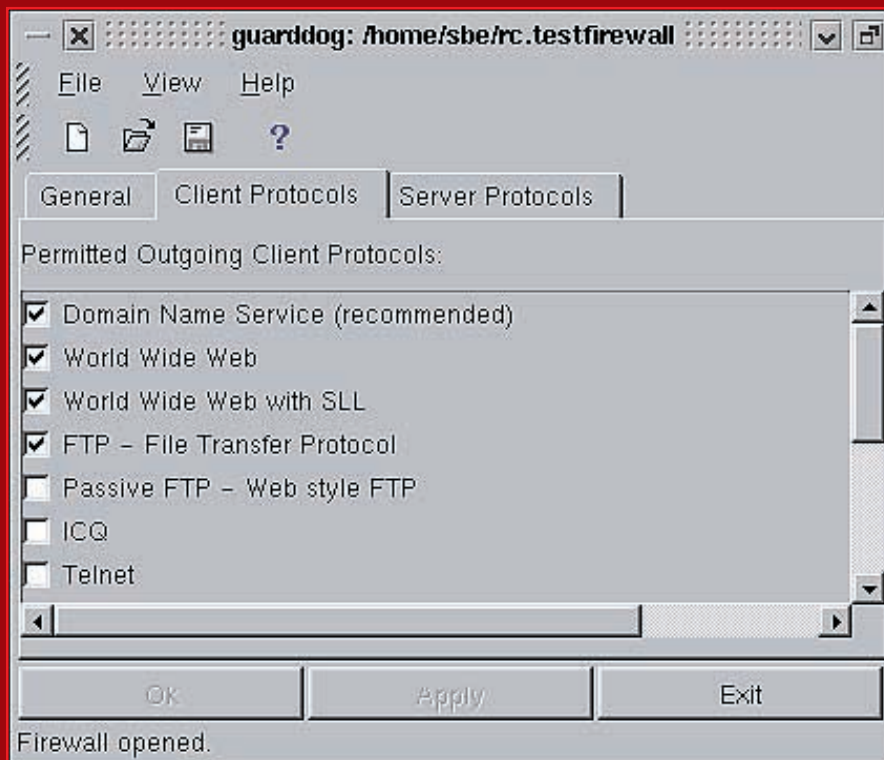 guarddog: /home/sbe/rc.testfirewall
File View Help
?
General Client Protocols Server Protocols
Permitted Outgoing Client Protocols:
Domain Name Service (recommended)
World Wide Web
World Wide Web with SLL
FTP – File Transfer Protocol
Passive FTP – Web style FTP
ICQ
Telnet
Ok Apply Exit
Firewall opened.